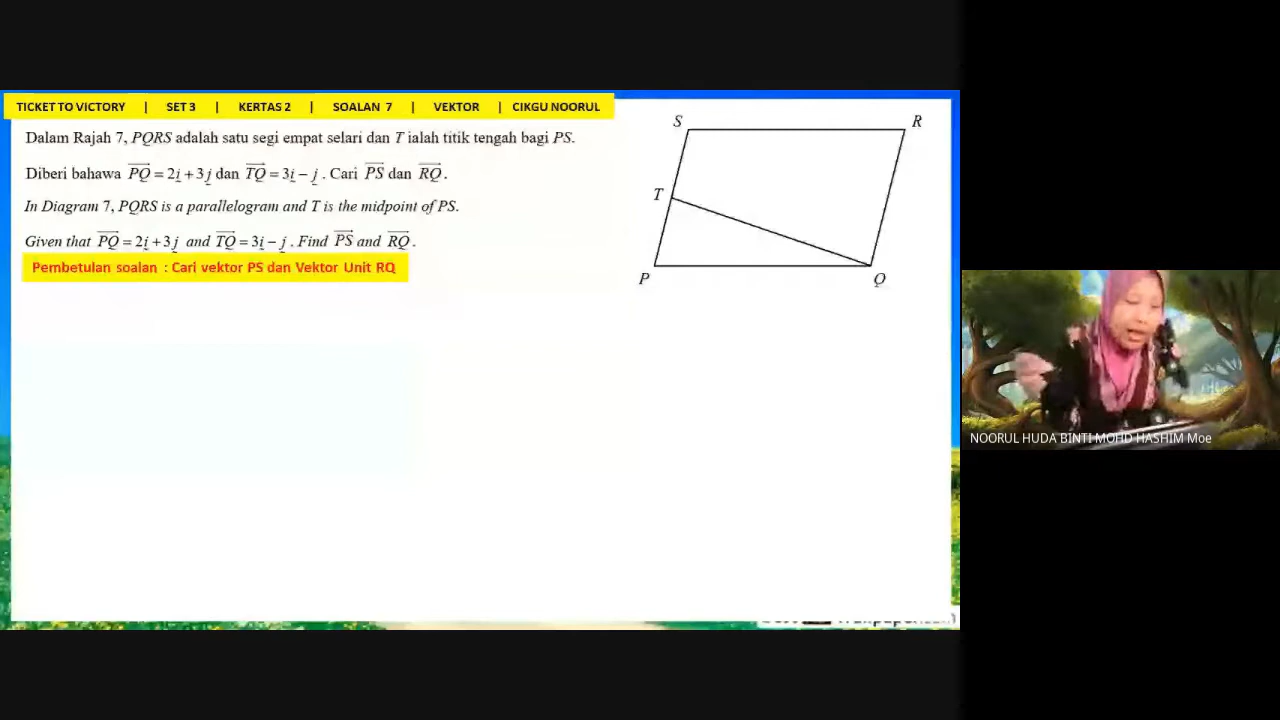 TICKET TO VICTORY | SET 3 | KERTAS 2 | SOALAN 7 | VEKTOR | CIKGU NOORUL
Dalam Rajah 7, PQRS adalah satu segi empat selari dan T ialah titik tengah bagi PS.
Diberi bahawa PQ = 2i + 3j dan TQ = 3i − j. Cari PS dan RQ.
In Diagram 7, PQRS is a parallelogram and T is the midpoint of PS.
Given that PQ = 2i + 3j and TQ = 3i − j. Find PS and RQ.
Pembetulan soalan : Cari vektor PS dan Vektor Unit RQ
S
R
T
P
Q
NOORUL HUDA BINTI MOHD HASHIM Moe